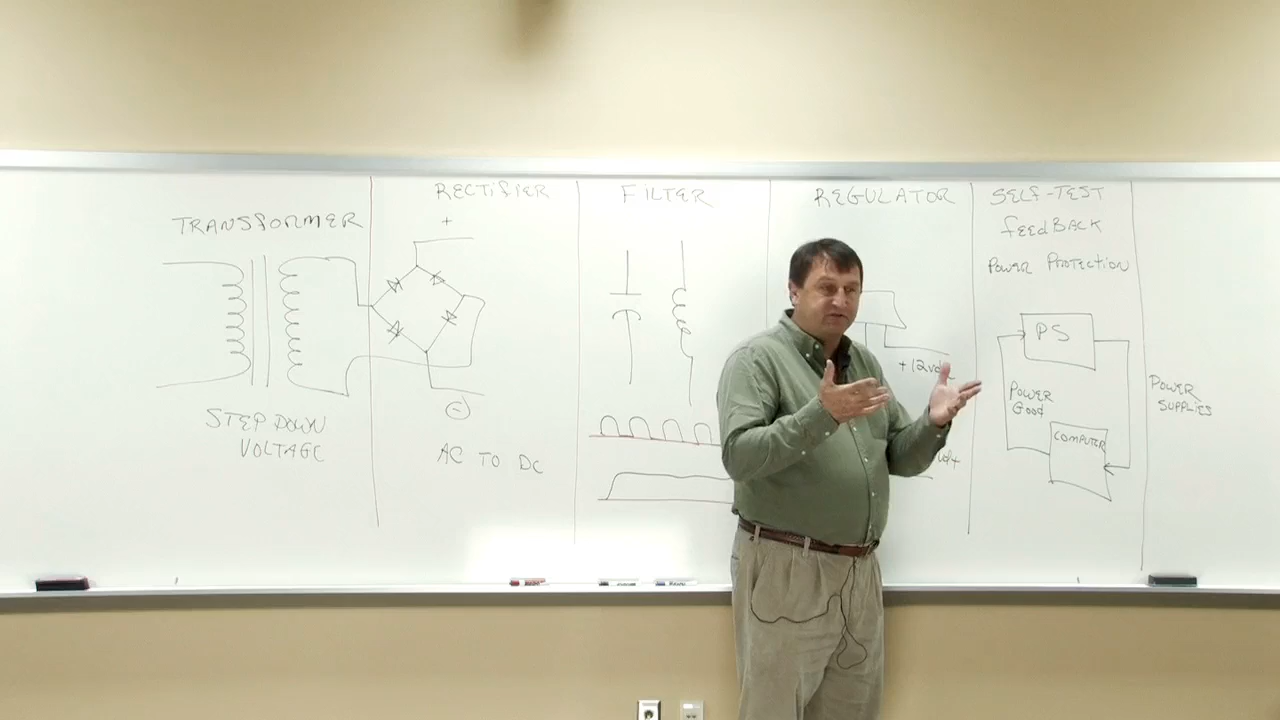 TRANSFORMER
STEP DOWN
VOLTAGE
RECTIFIER
+
-
AC TO DC
FILTER
REGULATOR
SELF-TEST
feedBACK
POWER PROTECTION
PS
POWER
Good
COMPUTER
POWER
SUPPLIES